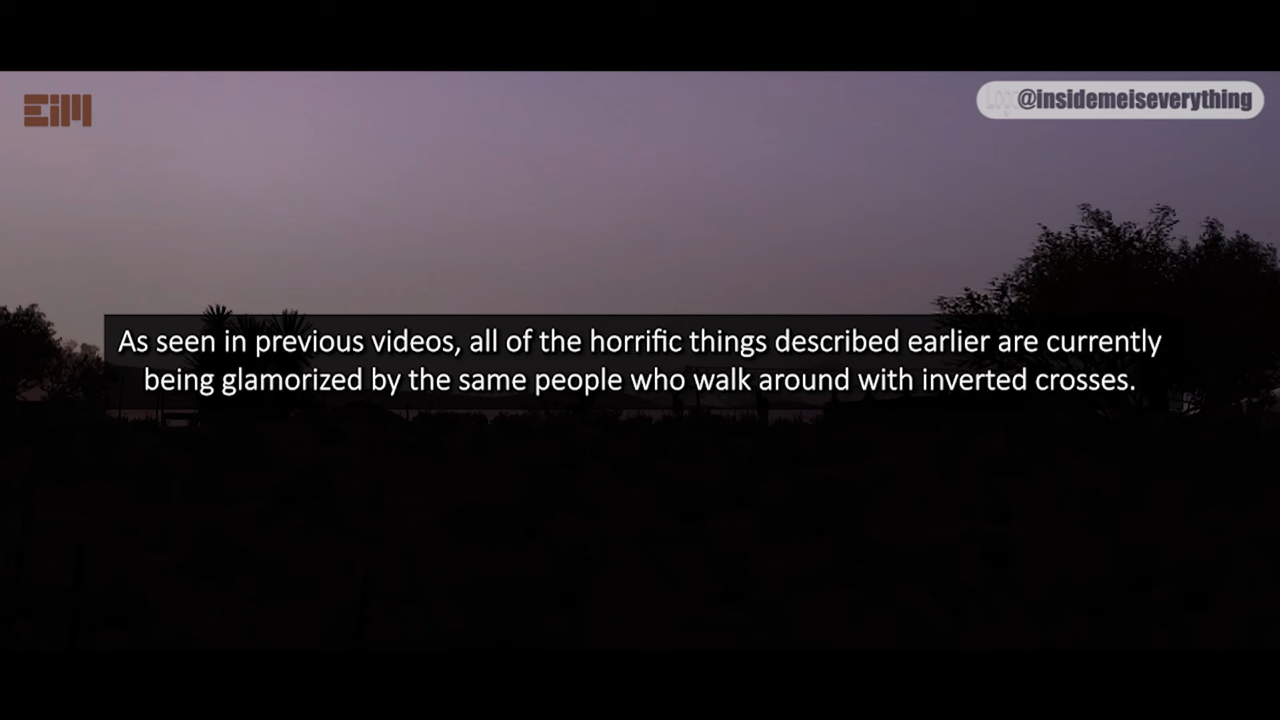 EiM
@insidemeiseverything
As seen in previous videos, all of the horrific things described earlier are currently
being glamorized by the same people who walk around with inverted crosses.